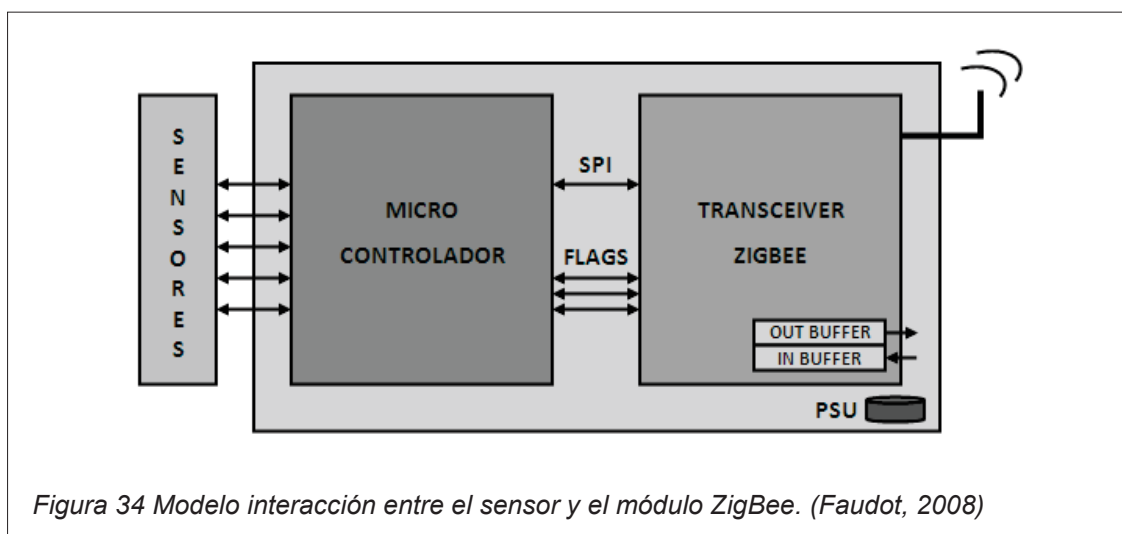 SENSORES
MICRO
CONTROLADOR
SPI
FLAGS
TRANSCEIVER
ZIGBEE
OUT BUFFER
IN BUFFER
PSU
Figura 34 Modelo interacción entre el sensor y el módulo ZigBee. (Faudot, 2008)